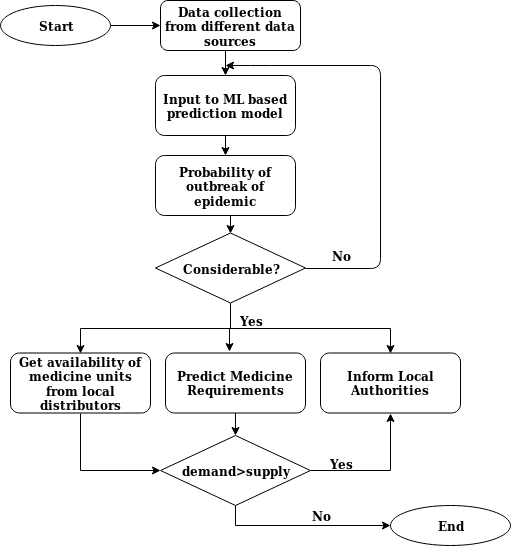 Start
Data collection
from different data
sources
Input to ML based
prediction model
Probability of
outbreak of
epidemic
Considerable?
No
Yes
Get availability of
medicine units
from local
distributors
Predict Medicine
Requirements
Inform Local
Authorities
demand>supply
Yes
No
End